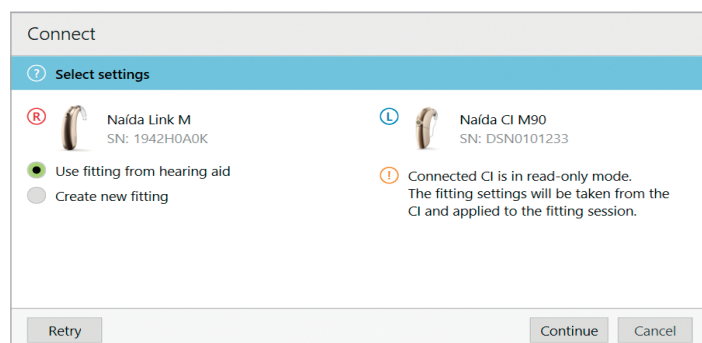 Connect
? Select settings
R
Naída Link M
SN: 1942H0A0K
Use fitting from hearing aid
Create new fitting
L
Naída CI M90
SN: DSN0101233
! Connected CI is in read-only mode.
The fitting settings will be taken from the
CI and applied to the fitting session.
Retry
Continue
Cancel